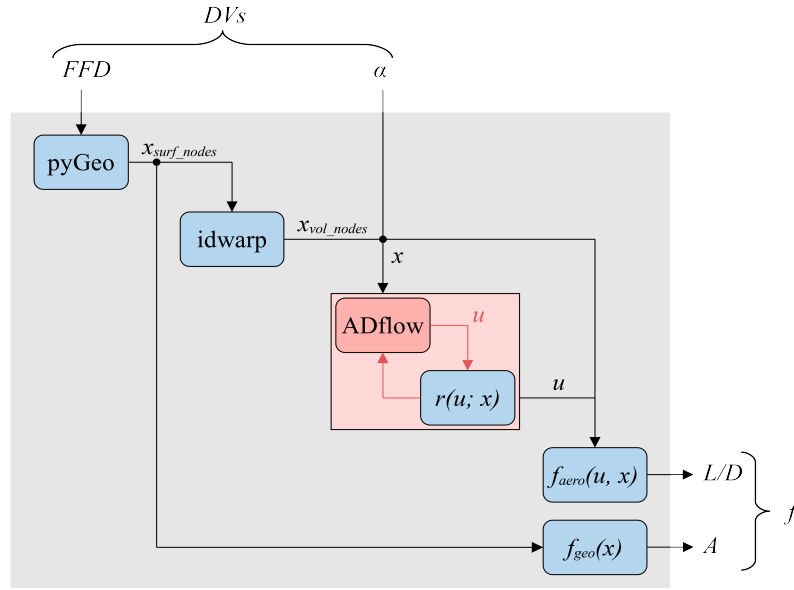 DVs
FFD
α
pyGeo
x_surf_nodes
idwarp
x_vol_nodes
x
ADflow
u
r(u; x)
u
f_aero(u, x)
L/D
f
f_geo(x)
A